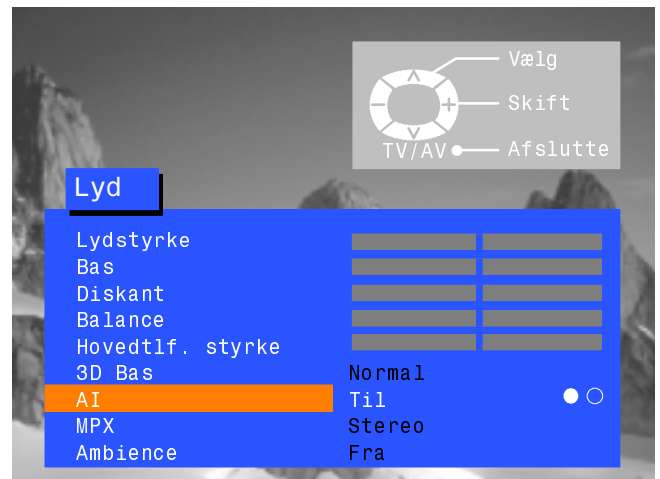 Vælg
Skift
TV/AV Afslutte
Lyd
Lydstyrke
Bas
Diskant
Balance
Hovedtlf. styrke
3D Bas Normal
AI Til
MPX Stereo
Ambience Fra